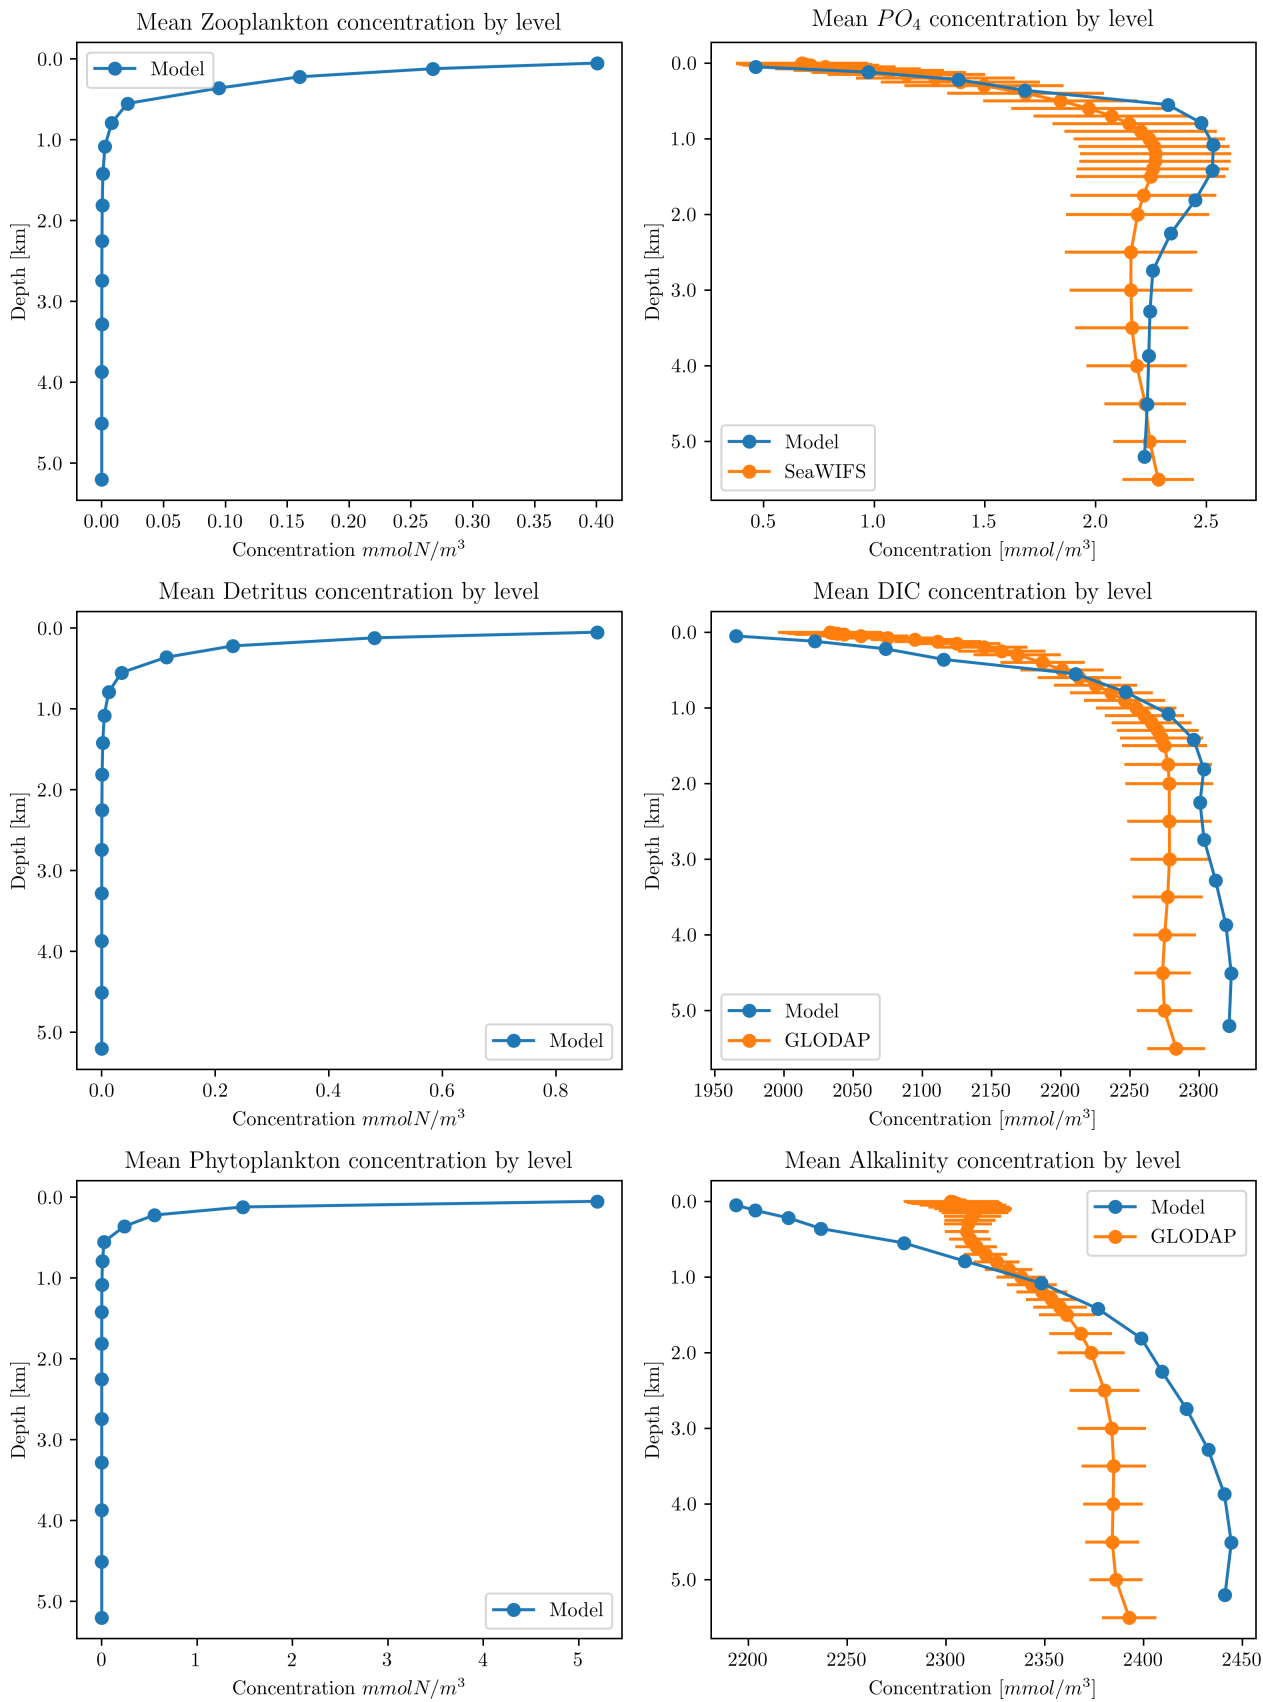 Mean Zooplankton concentration by level
0.0
1.0
2.0
3.0
4.0
5.0
Depth [km]
Model
0.00 0.05 0.10 0.15 0.20 0.25 0.30 0.35 0.40
Concentration mmolN/m³
Mean PO₄ concentration by level
0.0
1.0
2.0
3.0
4.0
5.0
Depth [km]
Model
SeaWIFS
0.5 1.0 1.5 2.0 2.5
Concentration [mmol/m³]
Mean Detritus concentration by level
0.0
1.0
2.0
3.0
4.0
5.0
Depth [km]
Model
0.0 0.2 0.4 0.6 0.8
Concentration mmolN/m³
Mean DIC concentration by level
0.0
1.0
2.0
3.0
4.0
5.0
Depth [km]
Model
GLODAP
1950 2000 2050 2100 2150 2200 2250 2300
Concentration [mmol/m³]
Mean Phytoplankton concentration by level
0.0
1.0
2.0
3.0
4.0
5.0
Depth [km]
Model
0 1 2 3 4 5
Concentration mmolN/m³
Mean Alkalinity concentration by level
0.0
1.0
2.0
3.0
4.0
5.0
Depth [km]
Model
GLODAP
2200 2250 2300 2350 2400 2450
Concentration [mmol/m³]